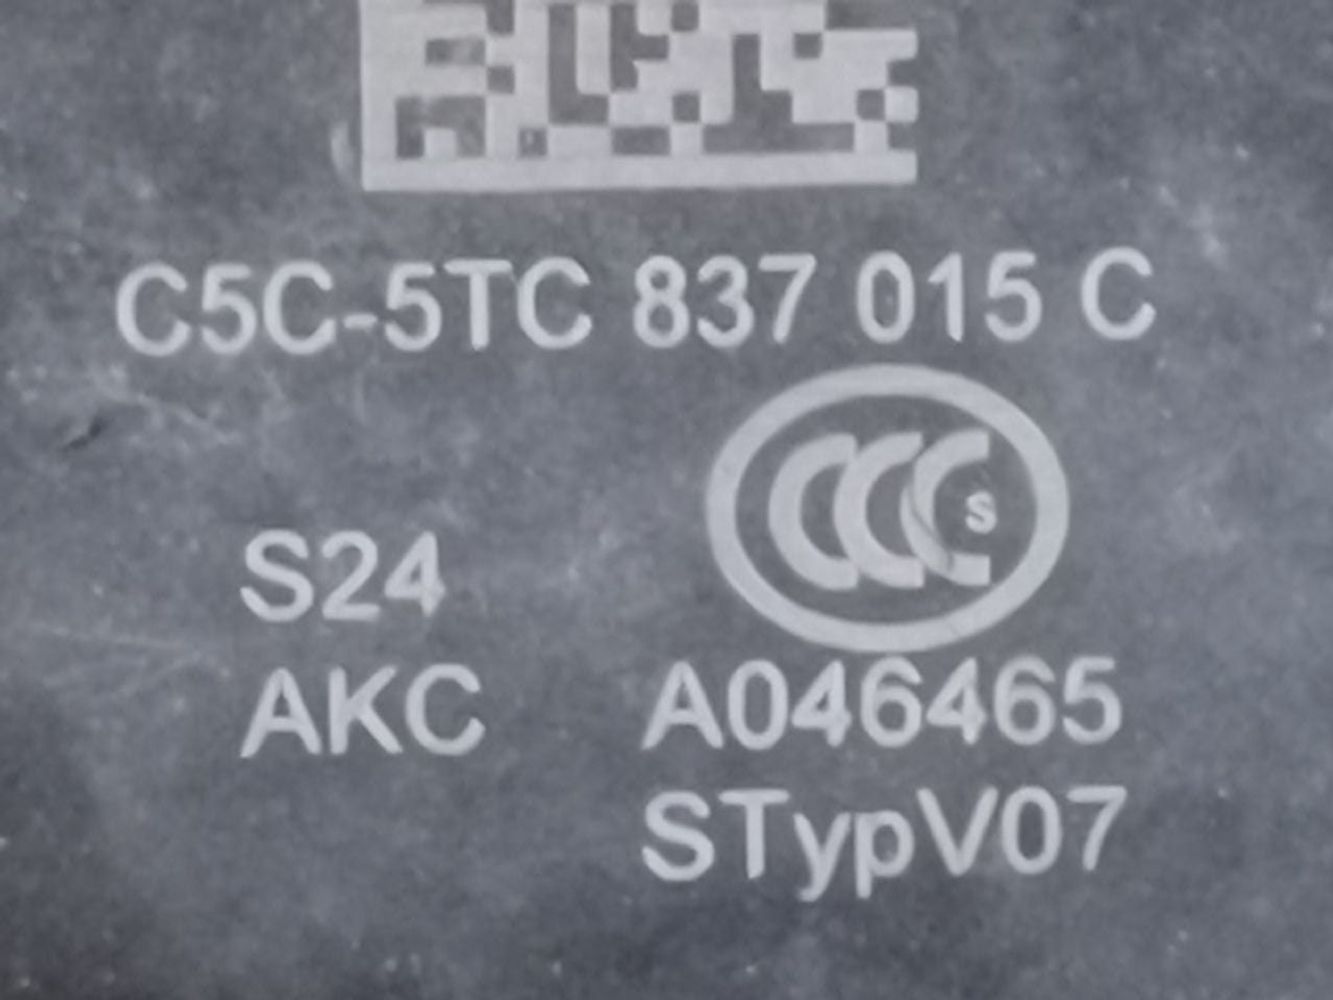 C5C-5TC 837 015 C
CCC S
S24
AKC
A046465
STypV07